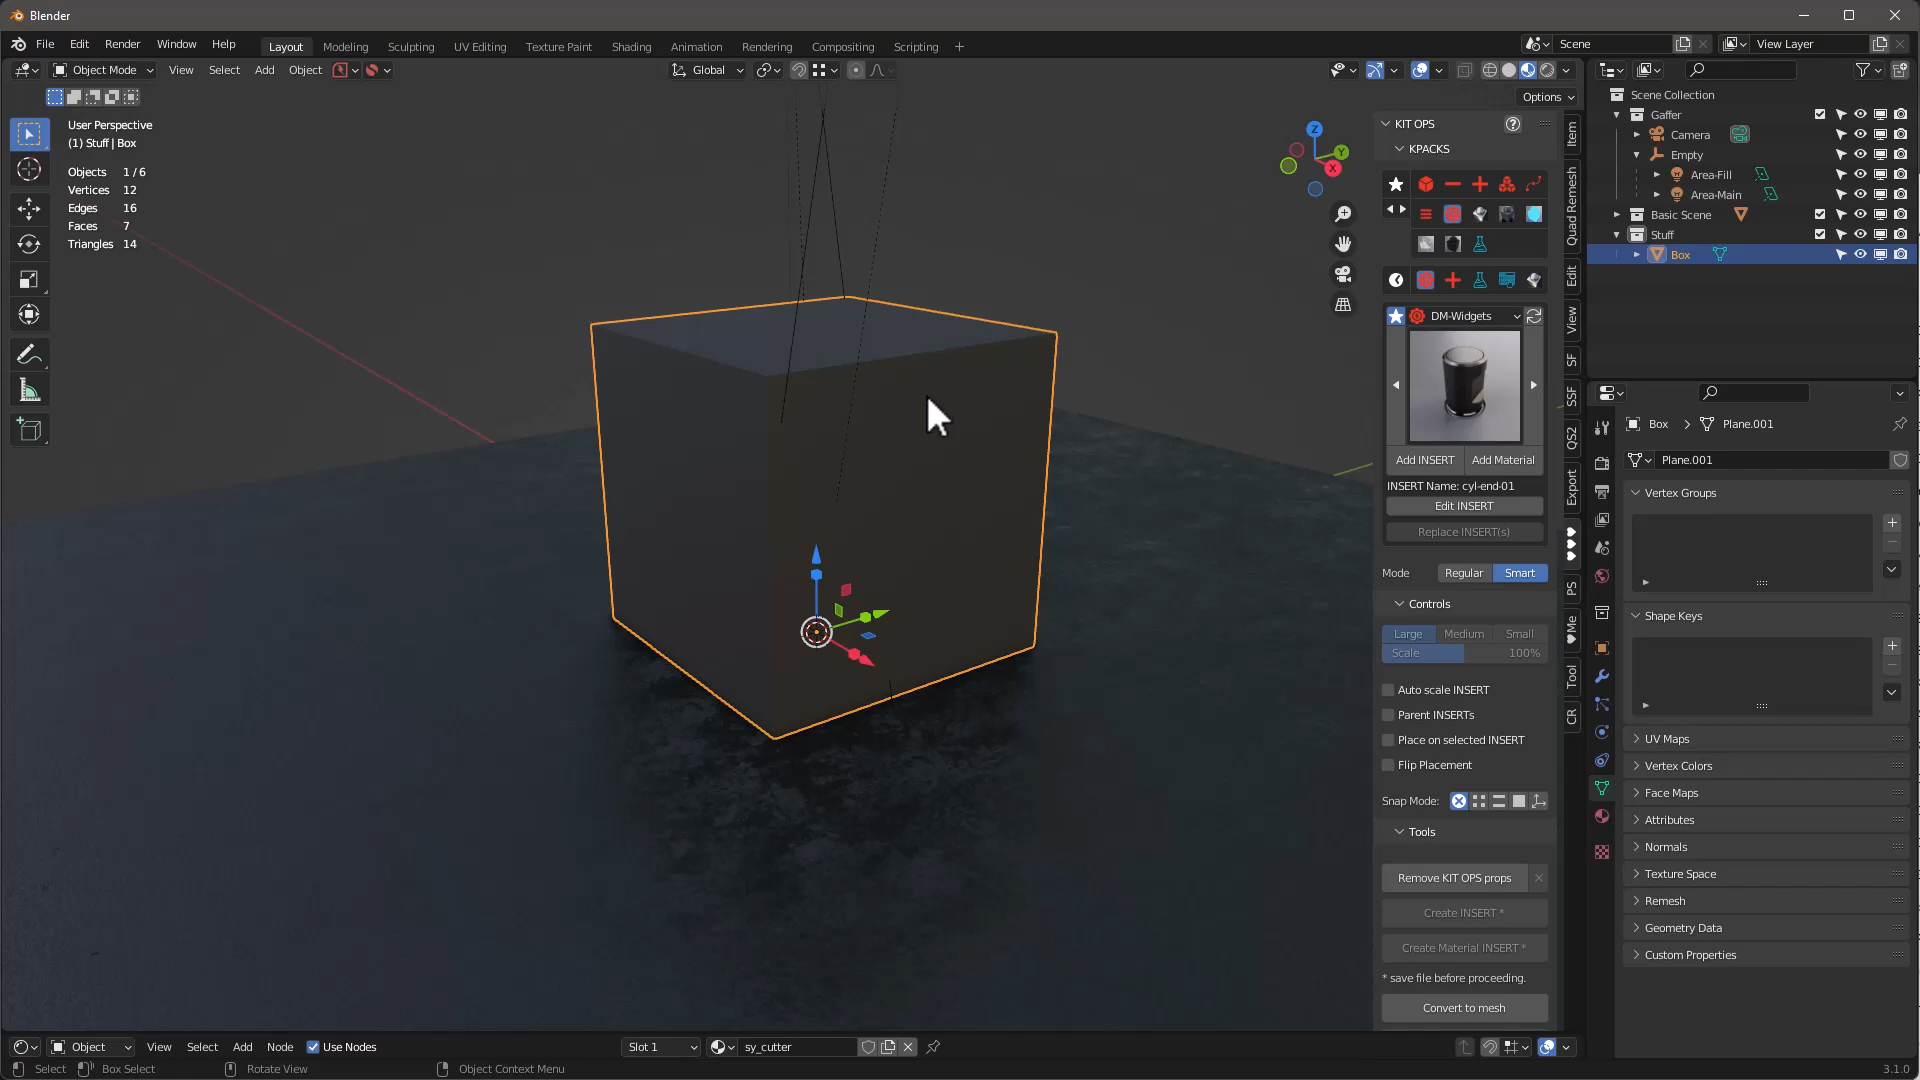 Blender
File Edit Render Window Help Layout Modeling Sculpting UV Editing Texture Paint Shading Animation Rendering Compositing Scripting +
Scene View Layer
Object Mode View Select Add Object Global
Options
User Perspective
(1) Stuff | Box
Objects 1/6
Vertices 12
Edges 16
Faces 7
Triangles 14
Z
Y
X
KIT OPS
KPACKS
DM-Widgets
Add INSERT Add Material
INSERT Name: cyl-end-01
Edit INSERT
Replace INSERT(s)
Mode Regular Smart
Controls
Large Medium Small
Scale 100%
Auto scale INSERT
Parent INSERTs
Place on selected INSERT
Flip Placement
Snap Mode:
Tools
Remove KIT OPS props
Create INSERT *
Create Material INSERT *
* save file before proceeding.
Convert to mesh
Item
Quad Remesh
Edit
View
SF
SSF
QS2
Export
♥♥♥
PS
♥Me
Tool
CR
Scene Collection
Gaffer
Camera
Empty
Area-Fill
Area-Main
Basic Scene
Stuff
Box
Box > Plane.001
Plane.001
Vertex Groups
Shape Keys
UV Maps
Vertex Colors
Face Maps
Attributes
Normals
Texture Space
Remesh
Geometry Data
Custom Properties
Object View Select Add Node Use Nodes Slot 1 sy_cutter
Select Box Select Rotate View Object Context Menu 3.1.0